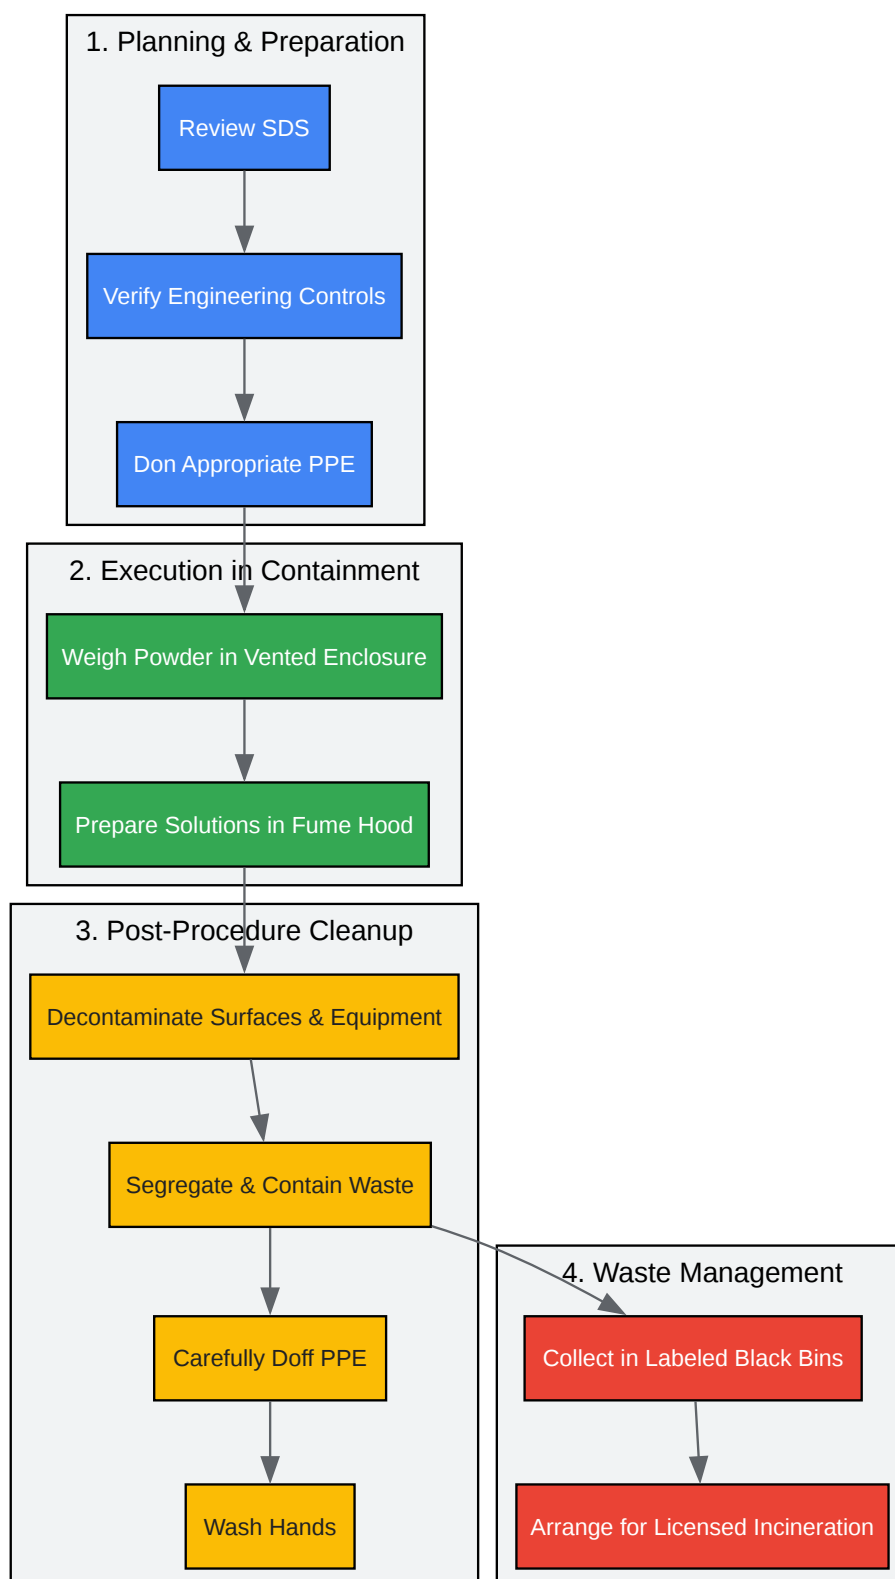 1. Planning & Preparation
Review SDS
Verify Engineering Controls
Don Appropriate PPE
2. Execution in Containment
Weigh Powder in Vented Enclosure
Prepare Solutions in Fume Hood
3. Post-Procedure Cleanup
Decontaminate Surfaces & Equipment
Segregate & Contain Waste
Carefully Doff PPE
Wash Hands
4. Waste Management
Collect in Labeled Black Bins
Arrange for Licensed Incineration